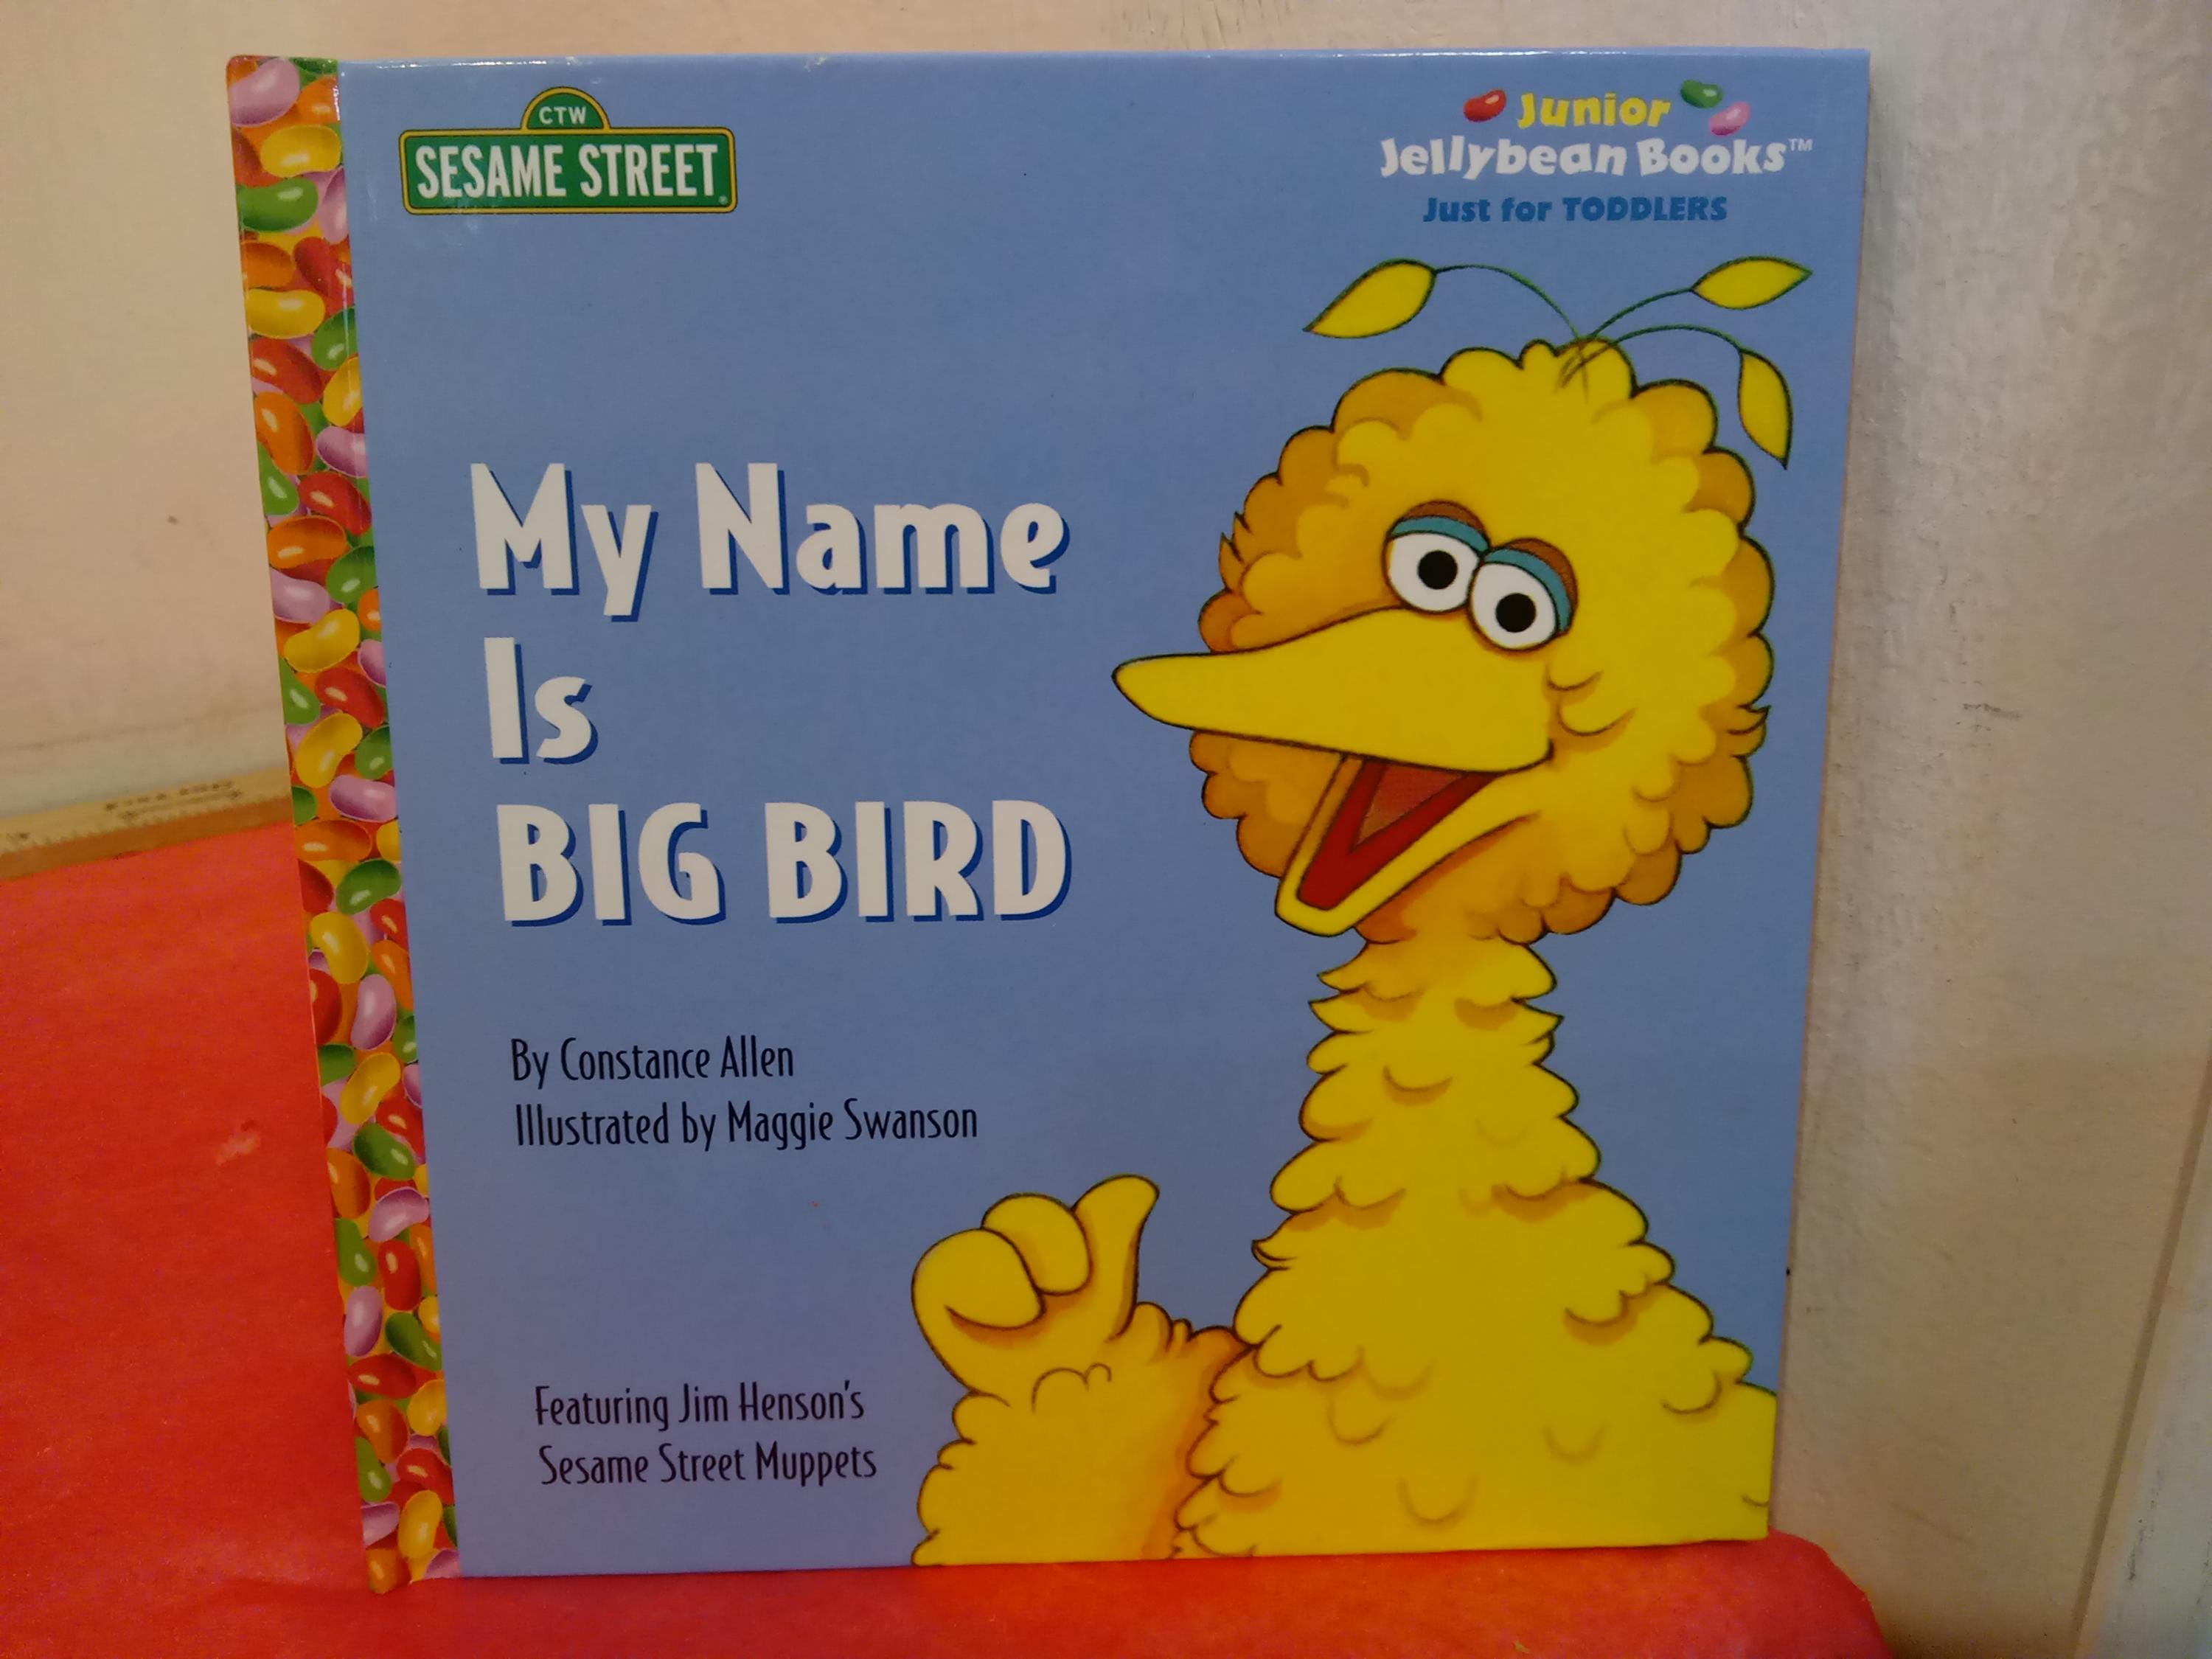 CTW
SESAME STREET
Junior
Jellybean Books™
Just for TODDLERS
My Name
Is
BIG BIRD
By Constance Allen
Illustrated by Maggie Swanson
Featuring Jim Henson's
Sesame Street Muppets